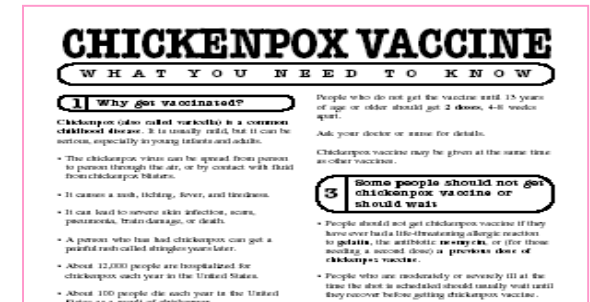 CHICKENPOX VACCINE
WHAT YOU NEED TO KNOW
1 Why get vaccinated?
Chickenpox (also called varicella) is a common
childhood disease. It is usually mild, but it can be
serious, especially in young infants and adults.
• The chickenpox virus can be spread from person
to person through the air, or by contact with fluid
from chickenpox blisters.
• It causes a rash, itching, fever, and tiredness.
• It can lead to severe skin infection, scars,
pneumonia, brain damage, or death.
• A person who has had chickenpox can get a
painful rash called shingles years later.
• About 12,000 people are hospitalized for
chickenpox each year in the United States.
• About 100 people die each year in the United
States as a result of chickenpox.
People who do not get the vaccine until 13 years
of age or older should get 2 doses, 4-8 weeks
apart.
Ask your doctor or nurse for details.
Chickenpox vaccine may be given at the same time
as other vaccines.
3 Some people should not get
chickenpox vaccine or
should wait
• People should not get chickenpox vaccine if they
have ever had a life-threatening allergic reaction
to gelatin, the antibiotic neomycin, or (for those
needing a second dose) a previous dose of
chickenpox vaccine.
• People who are moderately or severely ill at the
time the shot is scheduled should usually wait until
they recover before getting chickenpox vaccine.